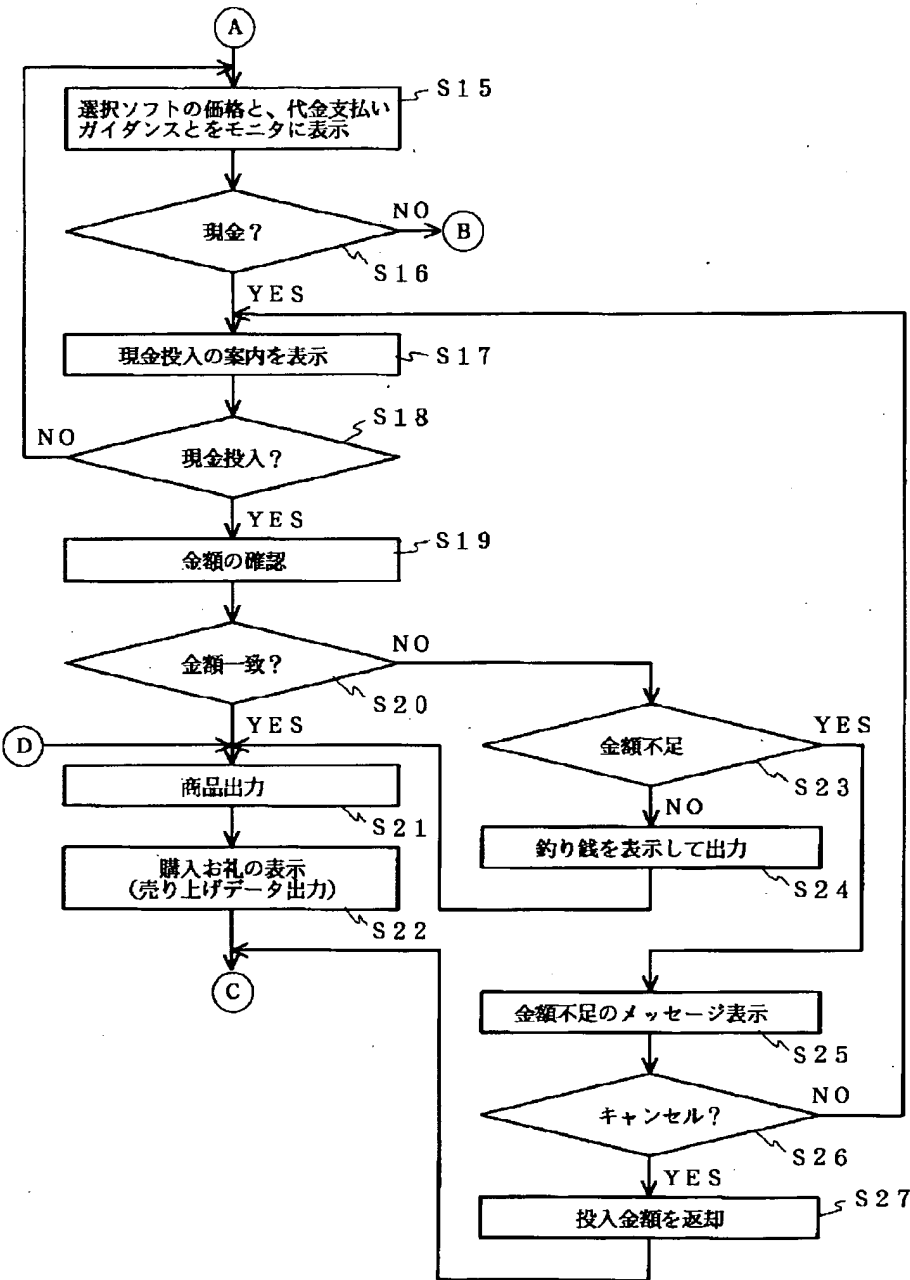 A
S15
選択ソフトの価格と、代金支払い
ガイダンスとをモニタに表示
現金?
NO
B
S16
YES
現金投入の案内を表示
S17
S18
NO
現金投入?
YES
S19
金額の確認
NO
金額一致?
S20
YES
D
YES
金額不足
S23
商品出力
S21
NO
釣り銭を表示して出力
S24
購入お礼の表示
(売り上げデータ出力)
S22
C
金額不足のメッセージ表示
S25
NO
キャンセル?
S26
YES
S27
投入金額を返却